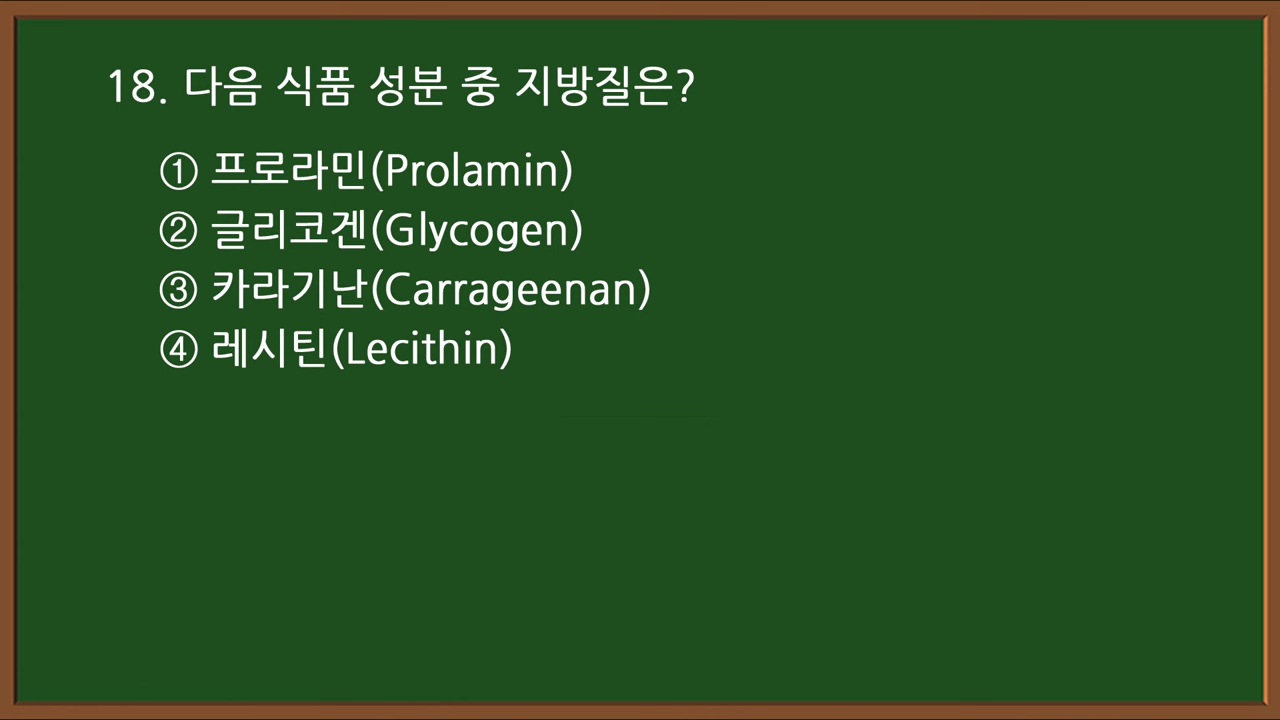 18. 다음 식품 성분 중 지방질은?
① 프로라민(Prolamin)
② 글리코겐(Glycogen)
③ 카라기난(Carrageenan)
④ 레시틴(Lecithin)